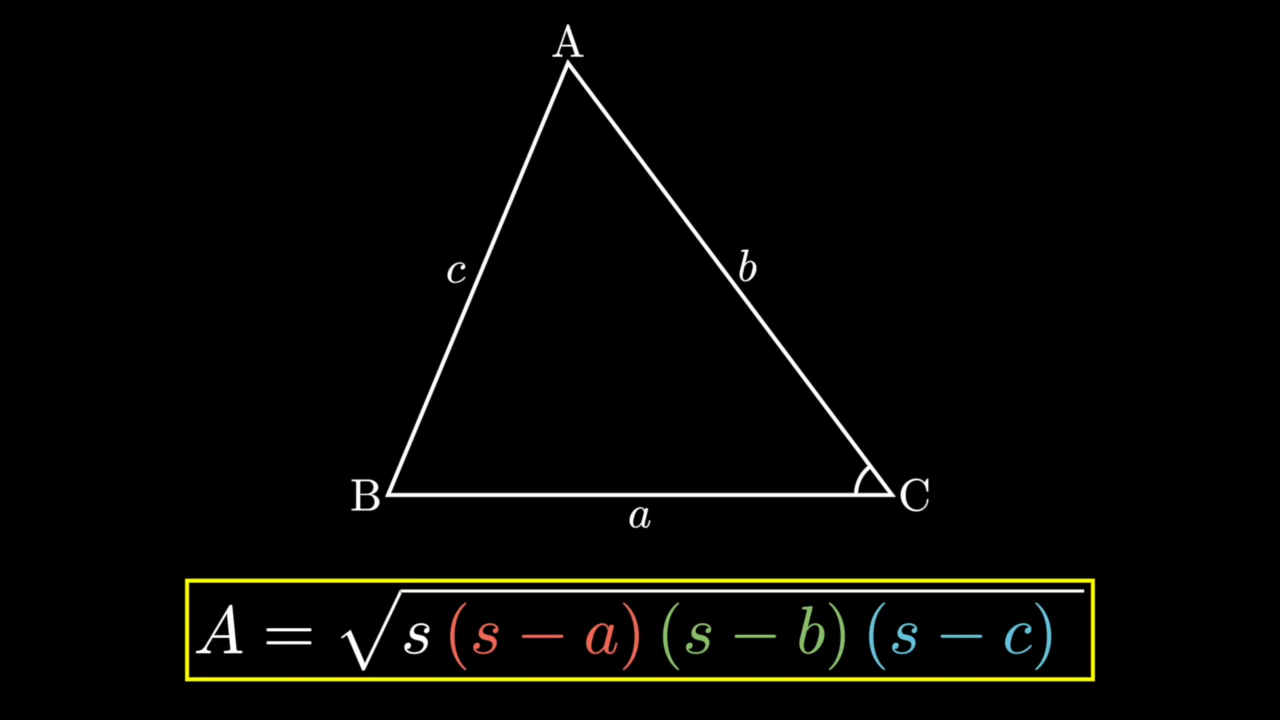 A
c
b
B
C
a
A = √s(s − a)(s − b)(s − c)